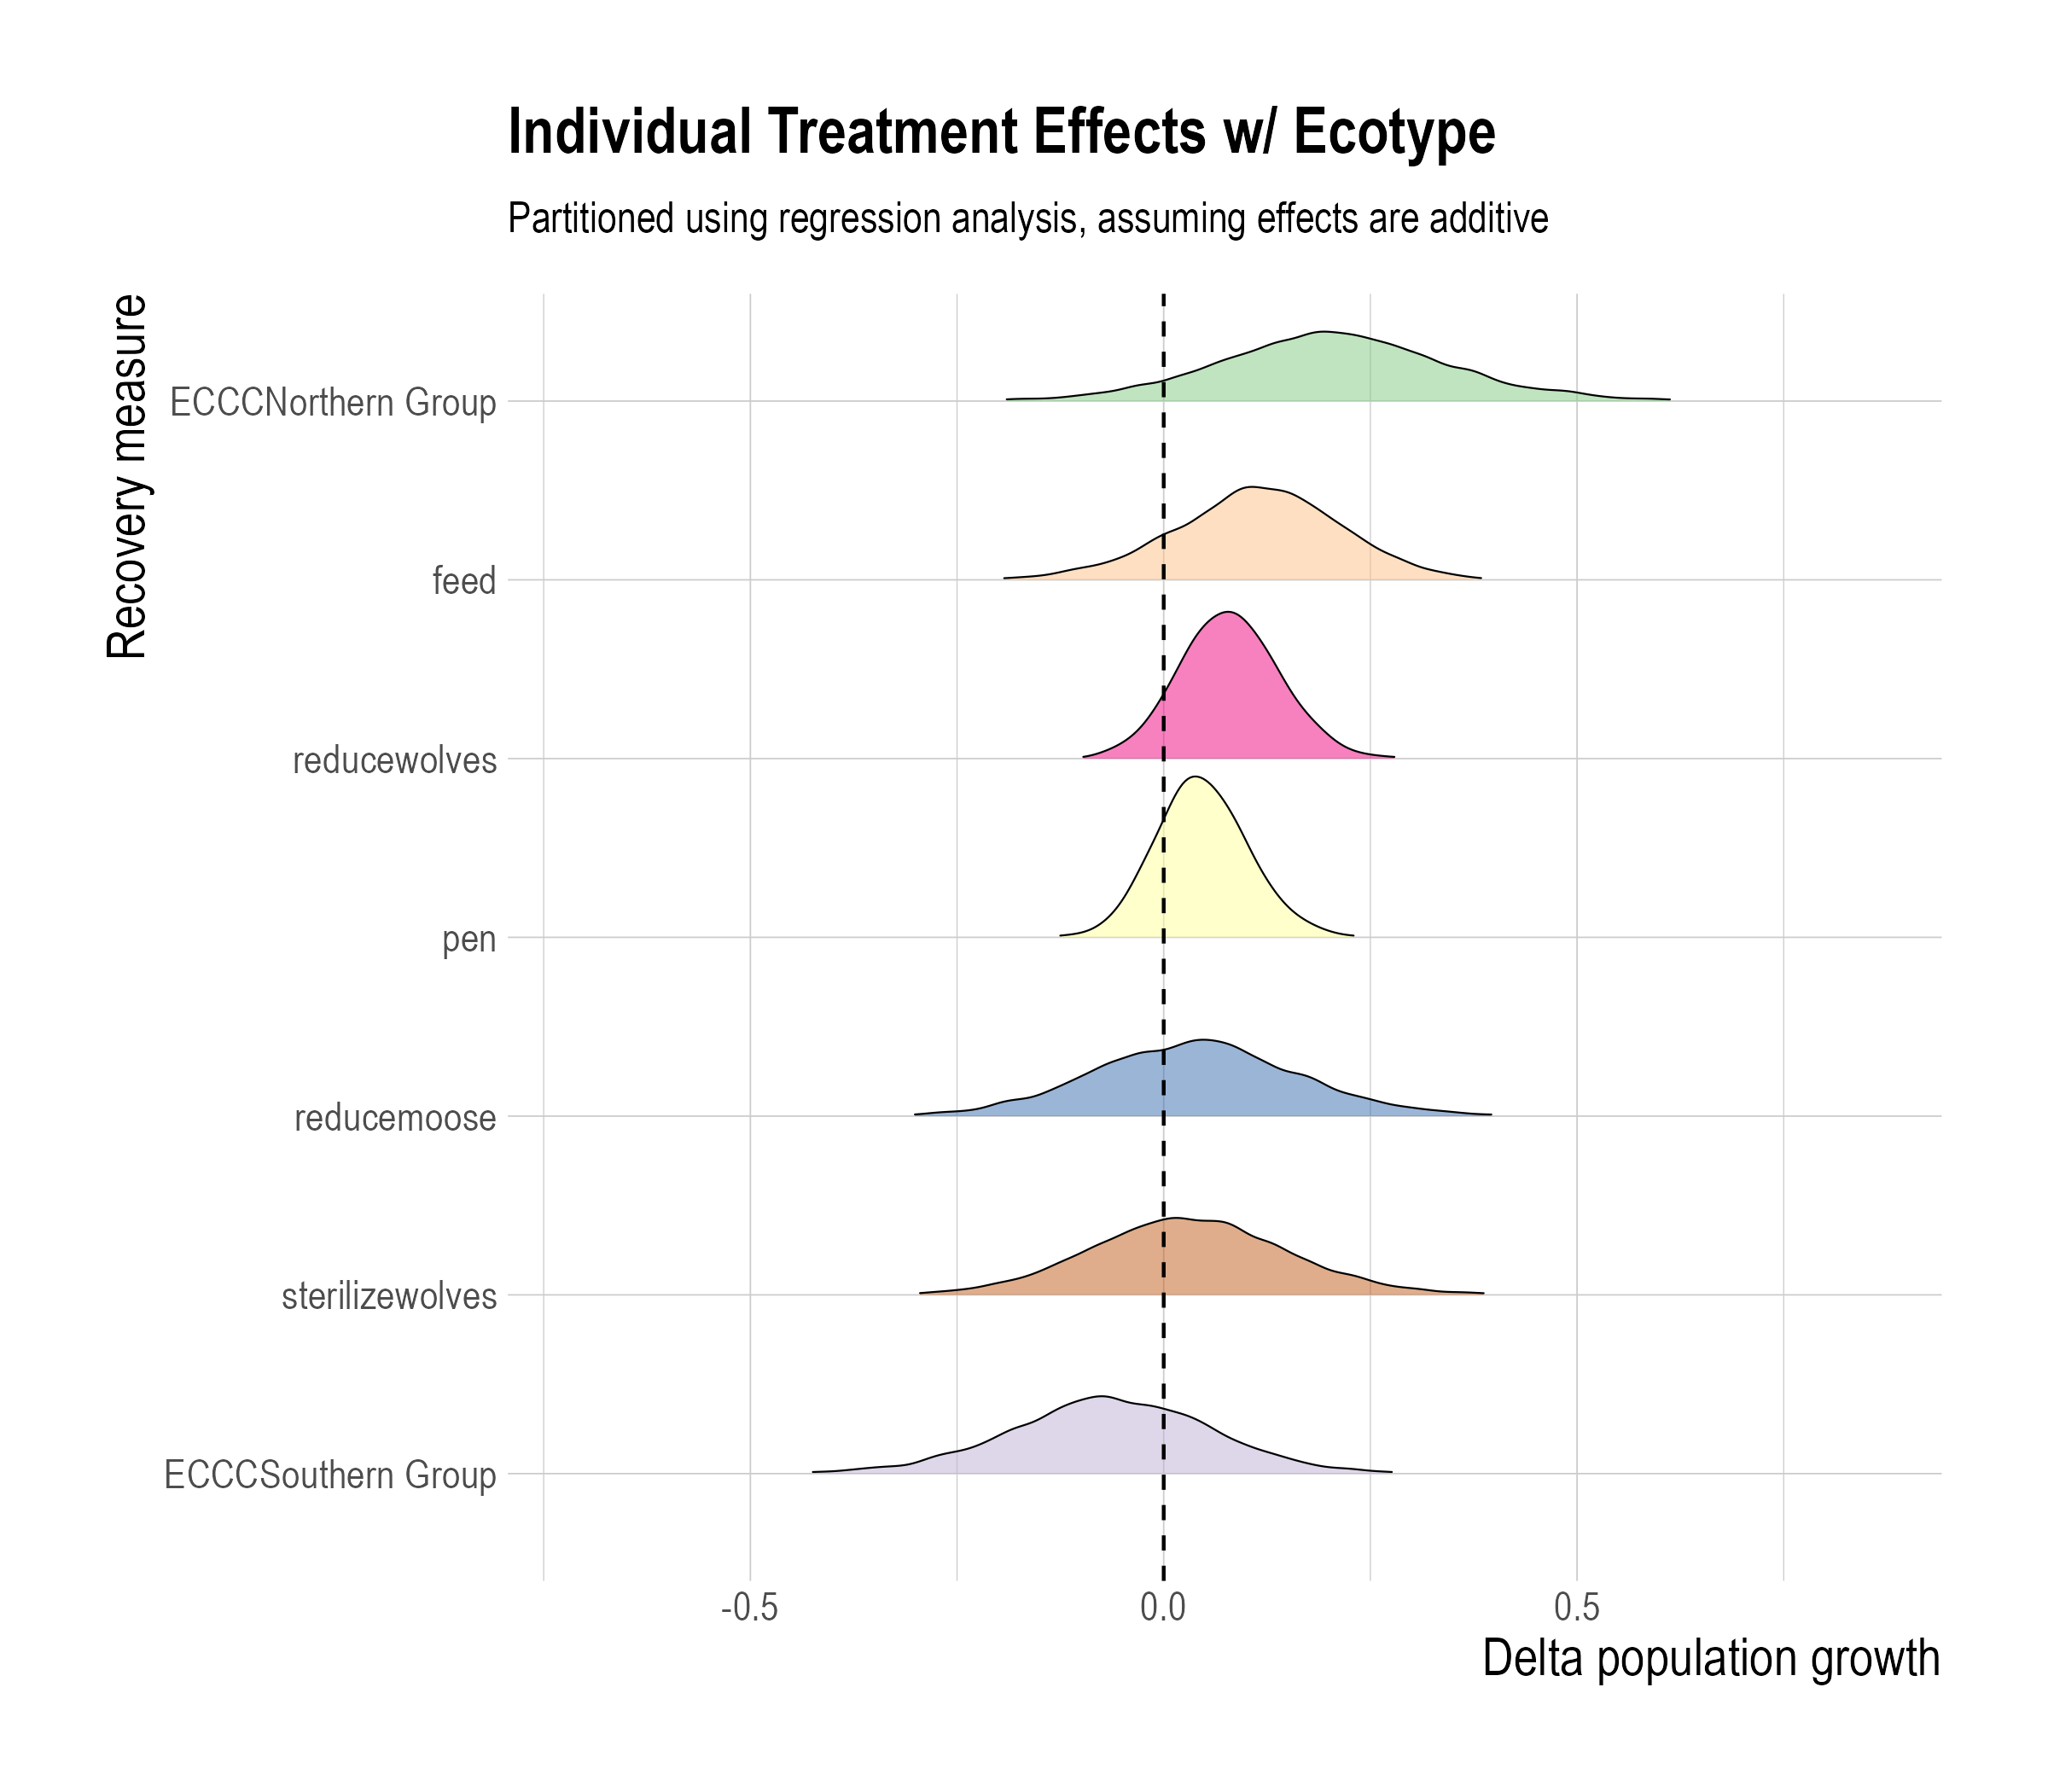 Individual Treatment Effects w/ Ecotype
Partitioned using regression analysis, assuming effects are additive
Recovery measure
ECCCNorthern Group
feed
reducewolves
pen
reducemoose
sterilizewolves
ECCCSouthern Group
-0.5 0.0 0.5
Delta population growth